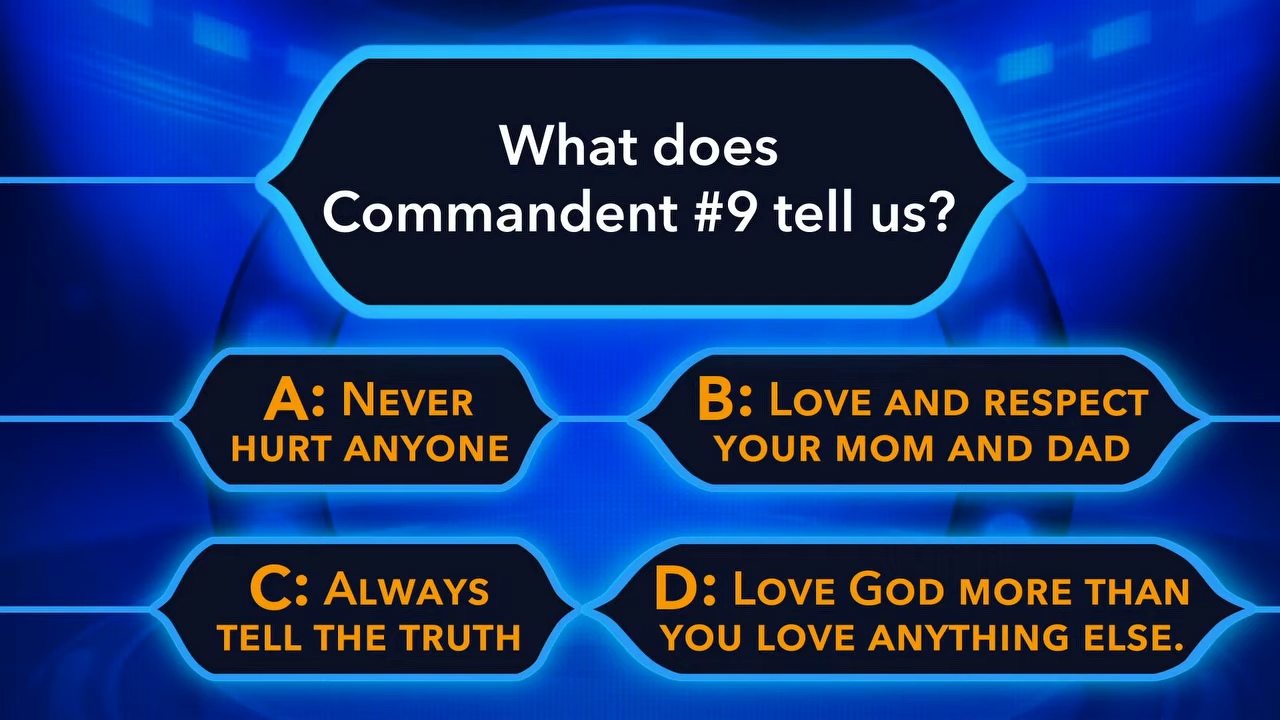 What does
Commandent #9 tell us?
A: Never
hurt anyone
B: Love and respect
your mom and dad
C: Always
tell the truth
D: Love God more than
you love anything else.